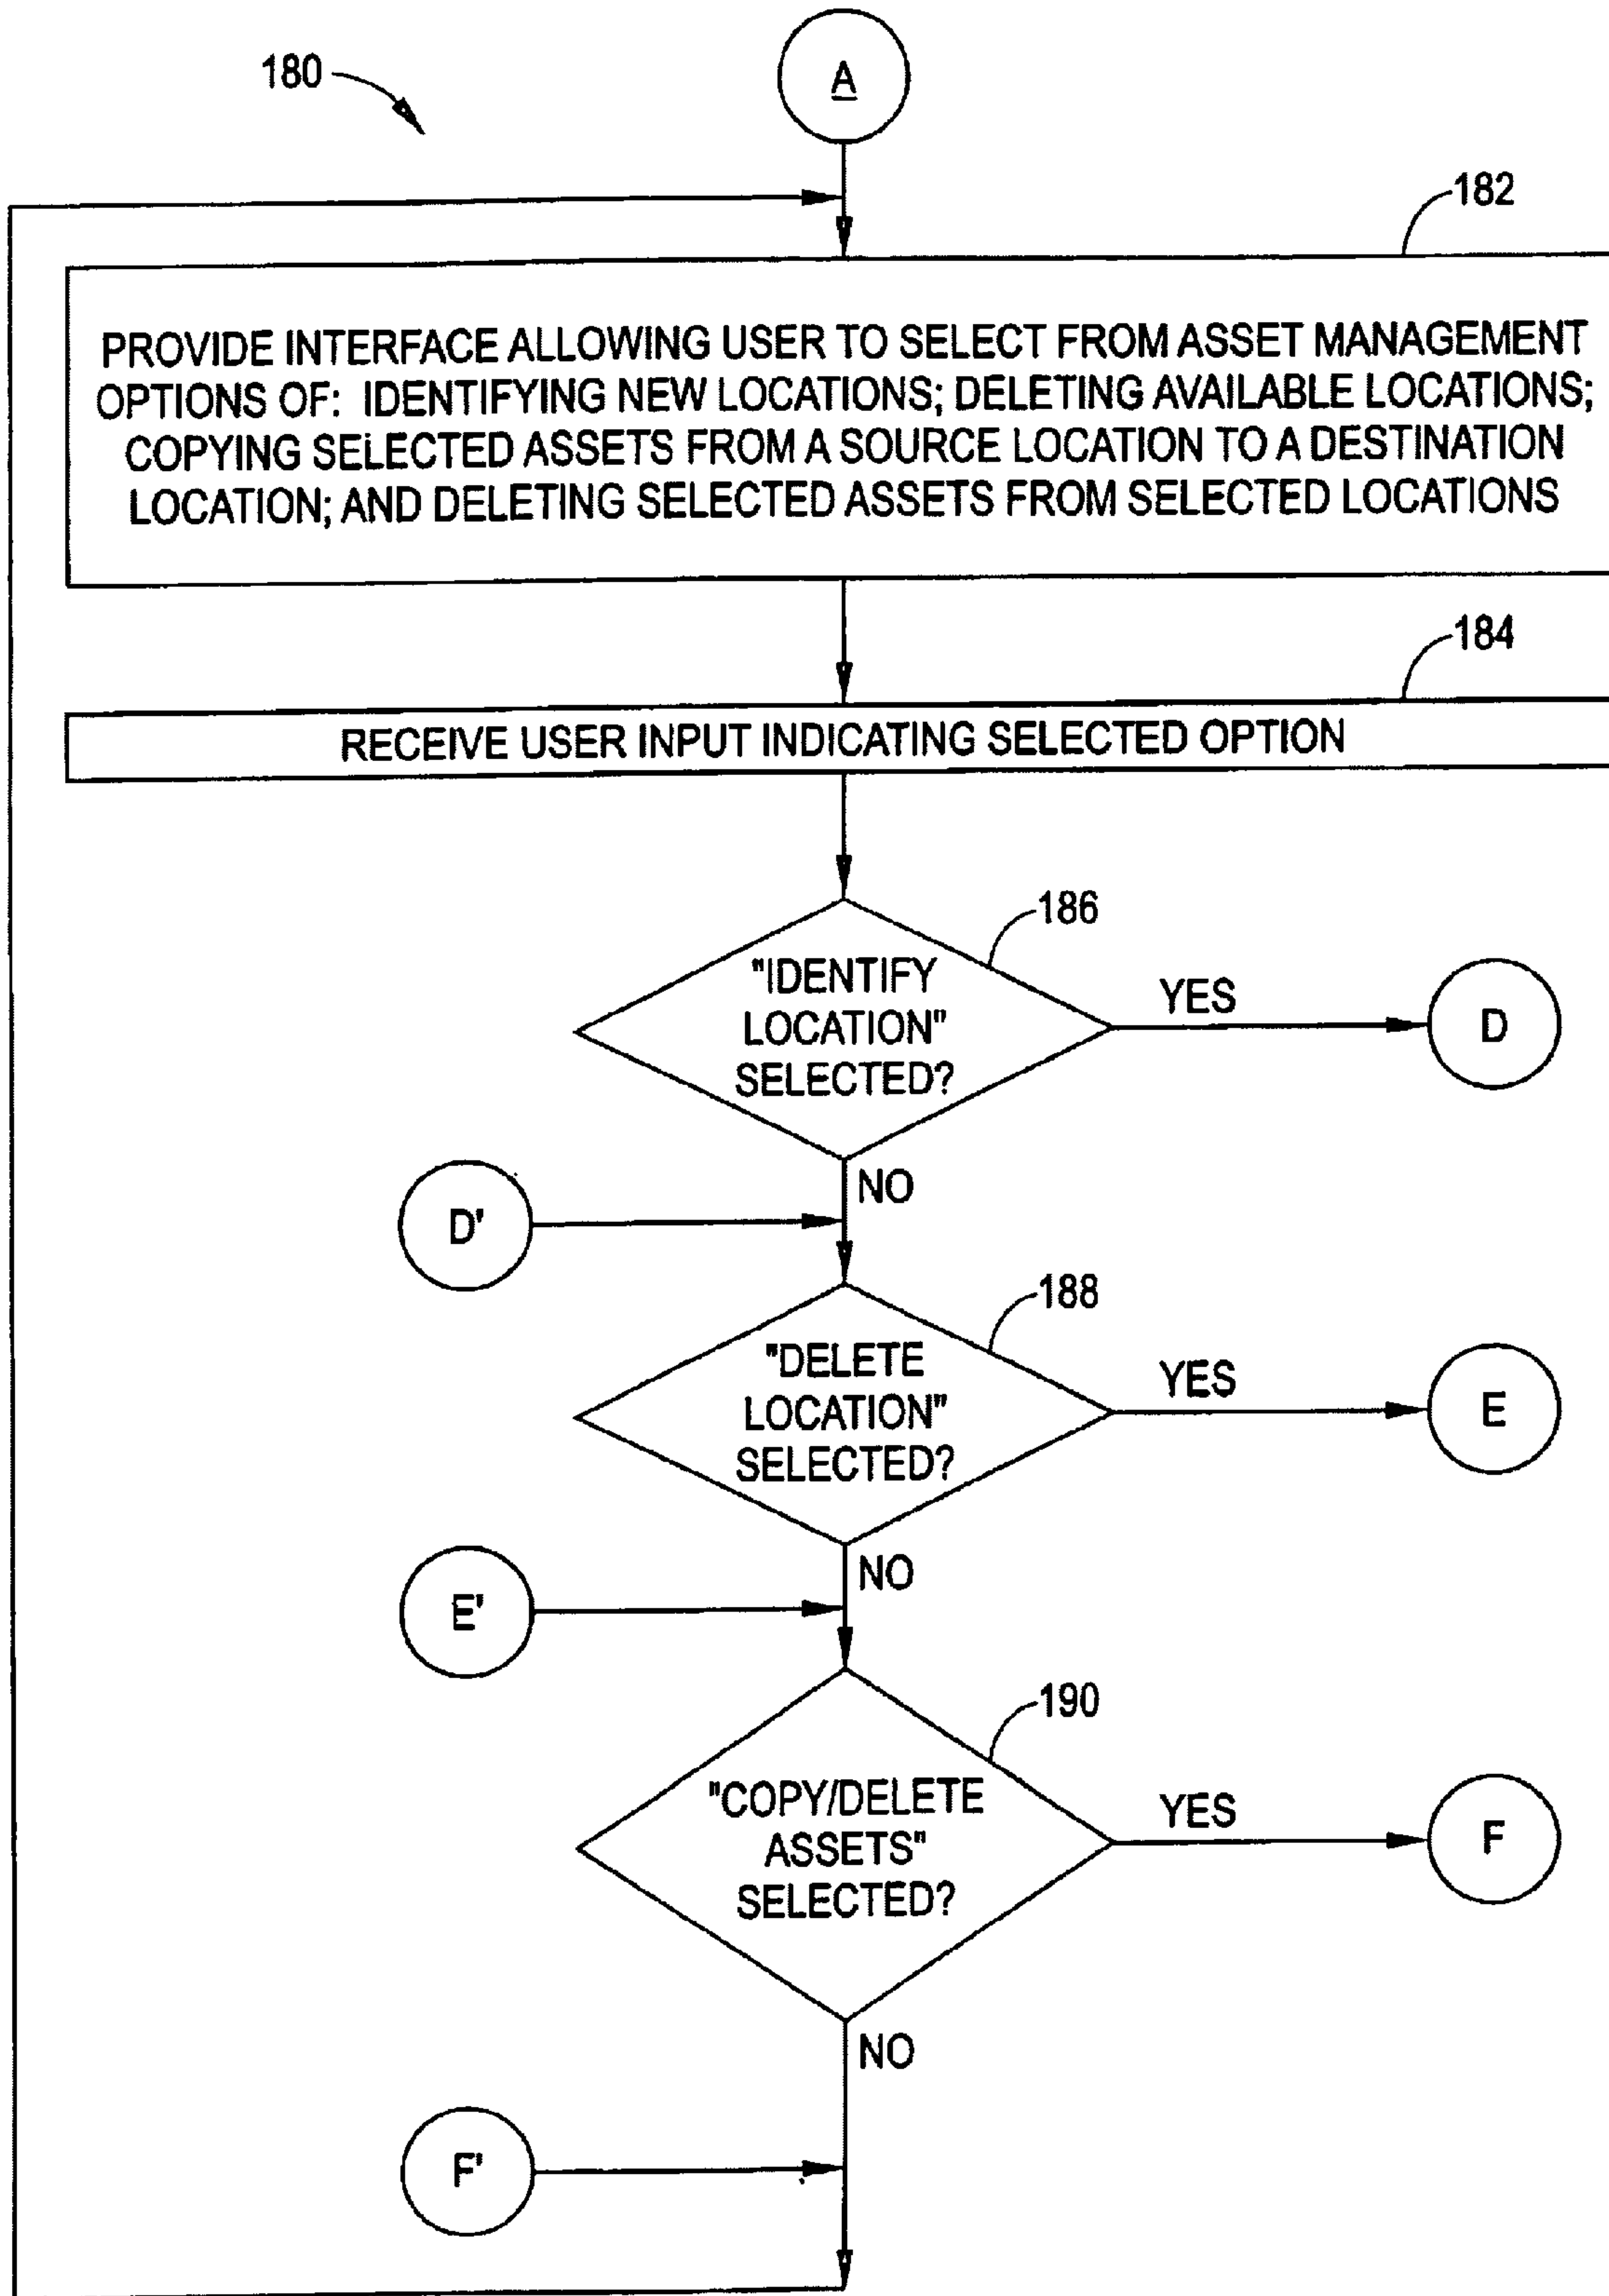 180
A
182
PROVIDE INTERFACE ALLOWING USER TO SELECT FROM ASSET MANAGEMENT
OPTIONS OF: IDENTIFYING NEW LOCATIONS; DELETING AVAILABLE LOCATIONS;
COPYING SELECTED ASSETS FROM A SOURCE LOCATION TO A DESTINATION
LOCATION; AND DELETING SELECTED ASSETS FROM SELECTED LOCATIONS
184
RECEIVE USER INPUT INDICATING SELECTED OPTION
186
"IDENTIFY
LOCATION"
SELECTED?
YES
D
NO
D'
188
"DELETE
LOCATION"
SELECTED?
YES
E
NO
E'
190
"COPY/DELETE
ASSETS"
SELECTED?
YES
F
NO
F'